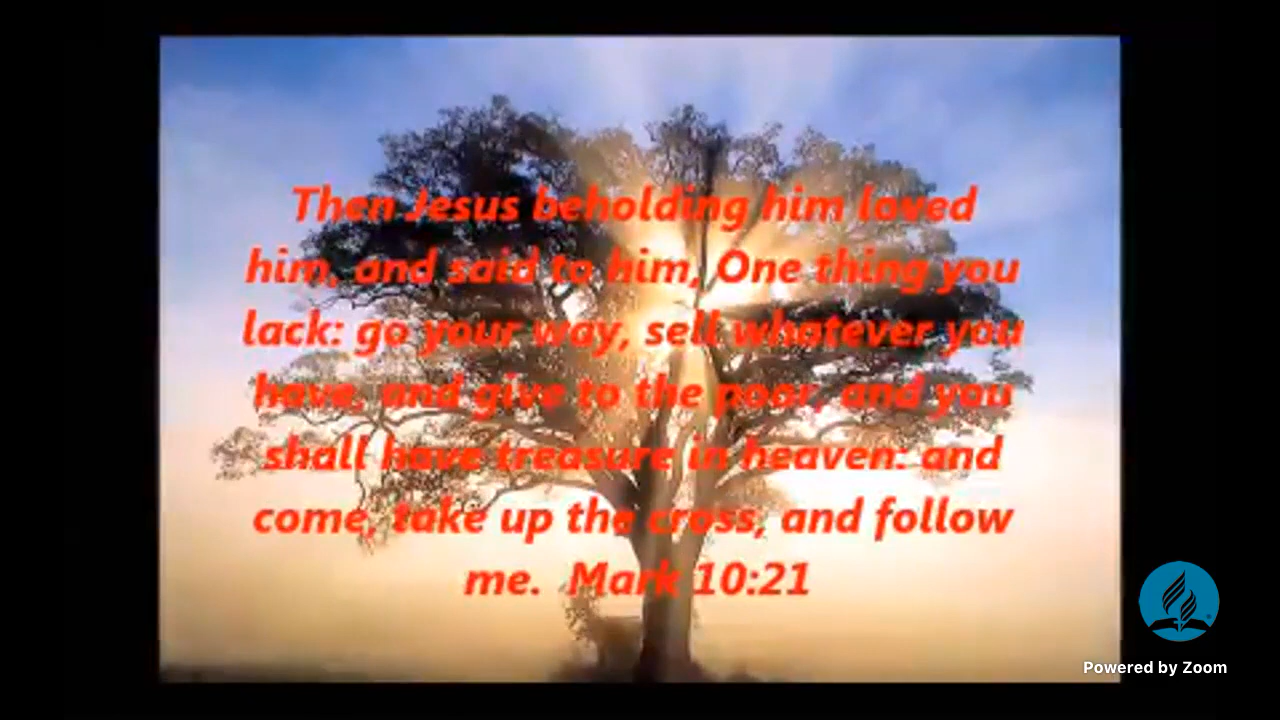 Then Jesus beholding him loved
him, and said to him, One thing you
lack: go your way, sell whatever you
have, and give to the poor, and you
shall have treasure in heaven: and
come, take up the cross, and follow
me. Mark 10:21
Powered by Zoom